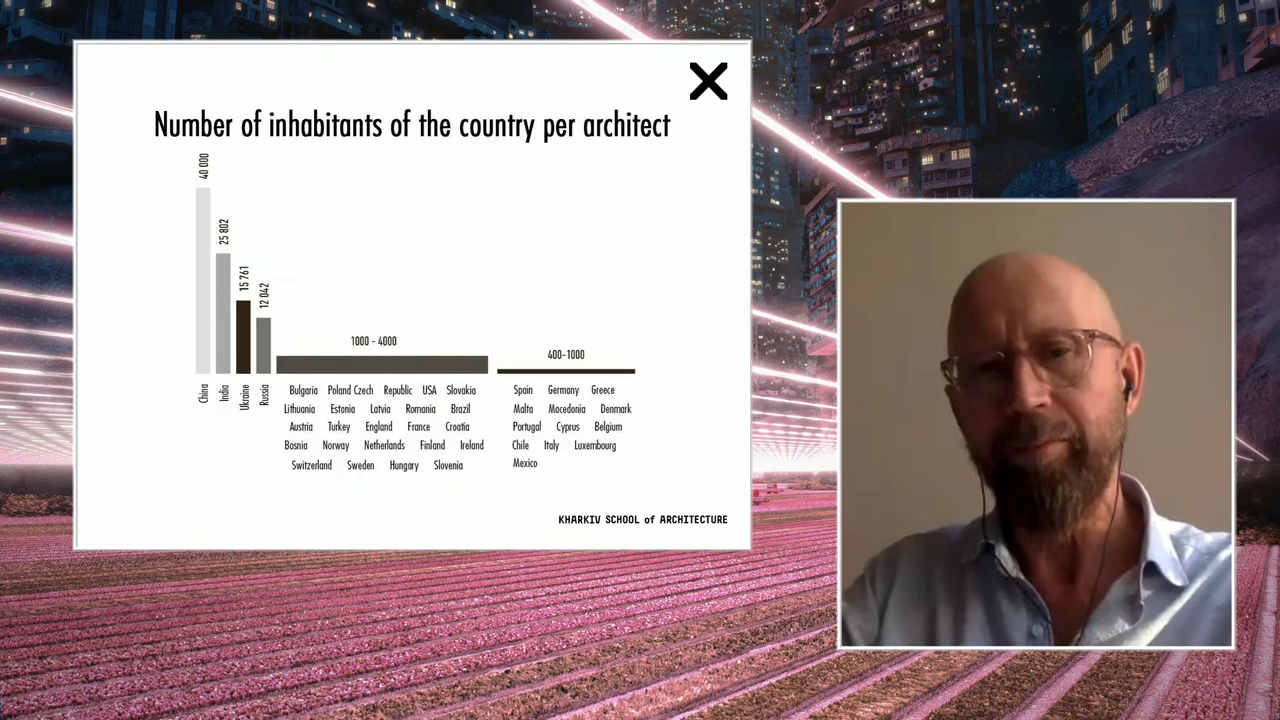 Number of inhabitants of the country per architect
40 000
25 802
15 761
12 042
1000 - 4000
400-1000
China
India
Ukraine
Russia
Bulgaria Poland Czech Republic USA Slovakia
Lithuania Estonia Latvia Romania Brazil
Austria Turkey England France Croatia
Bosnia Norway Netherlands Finland Ireland
Switzerland Sweden Hungary Slovenia
Spain Germany Greece
Malta Macedonia Denmark
Portugal Cyprus Belgium
Chile Italy Luxembourg
Mexico
KHARKIV SCHOOL of ARCHITECTURE